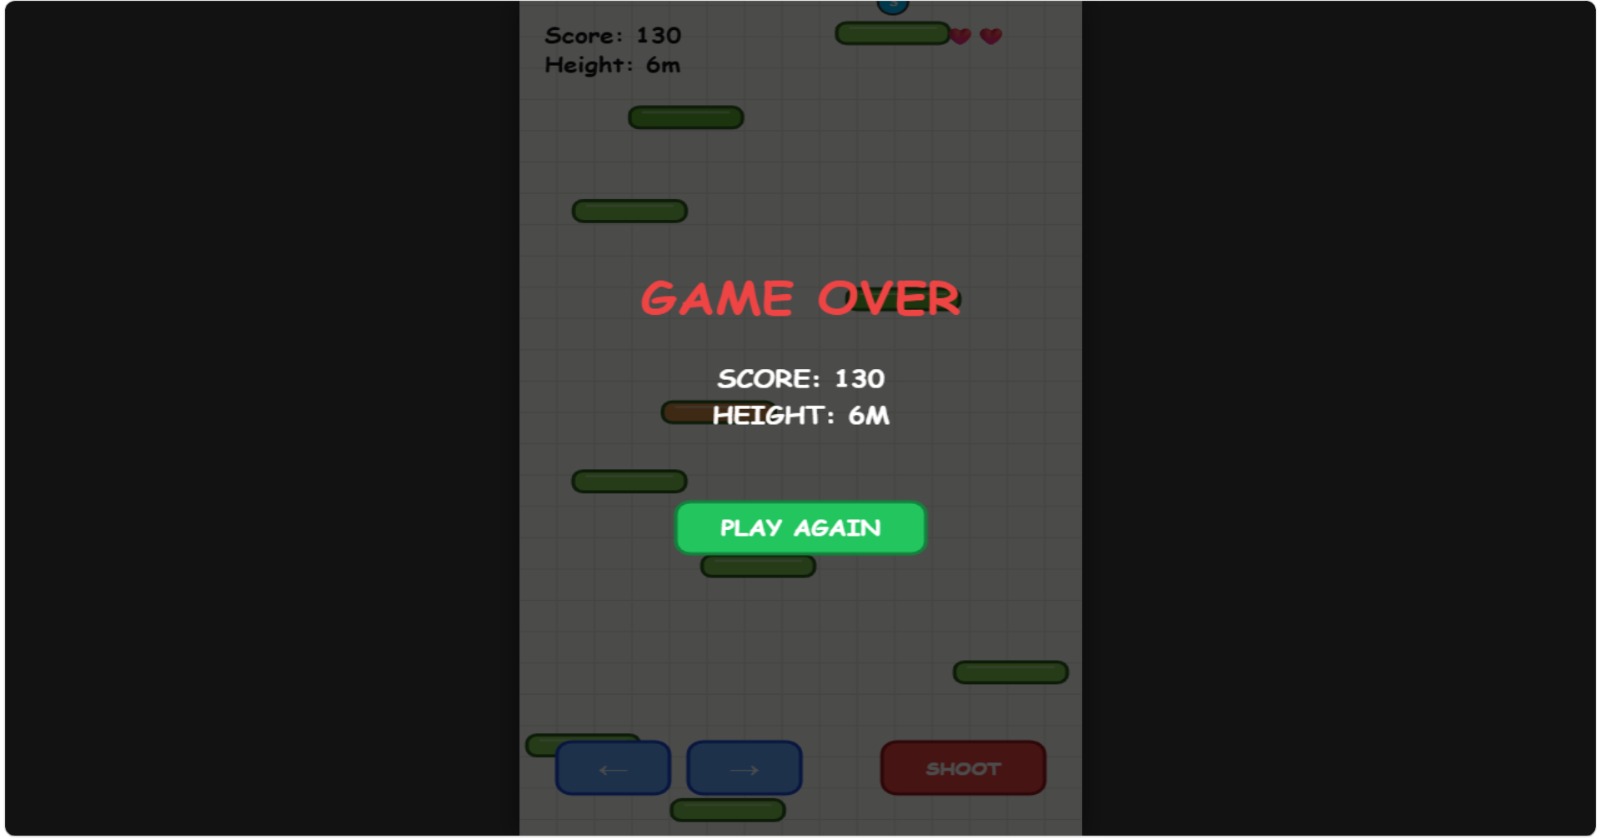 Score: 130
Height: 6m
GAME OVER
SCORE: 130
HEIGHT: 6M
PLAY AGAIN
← →
SHOOT